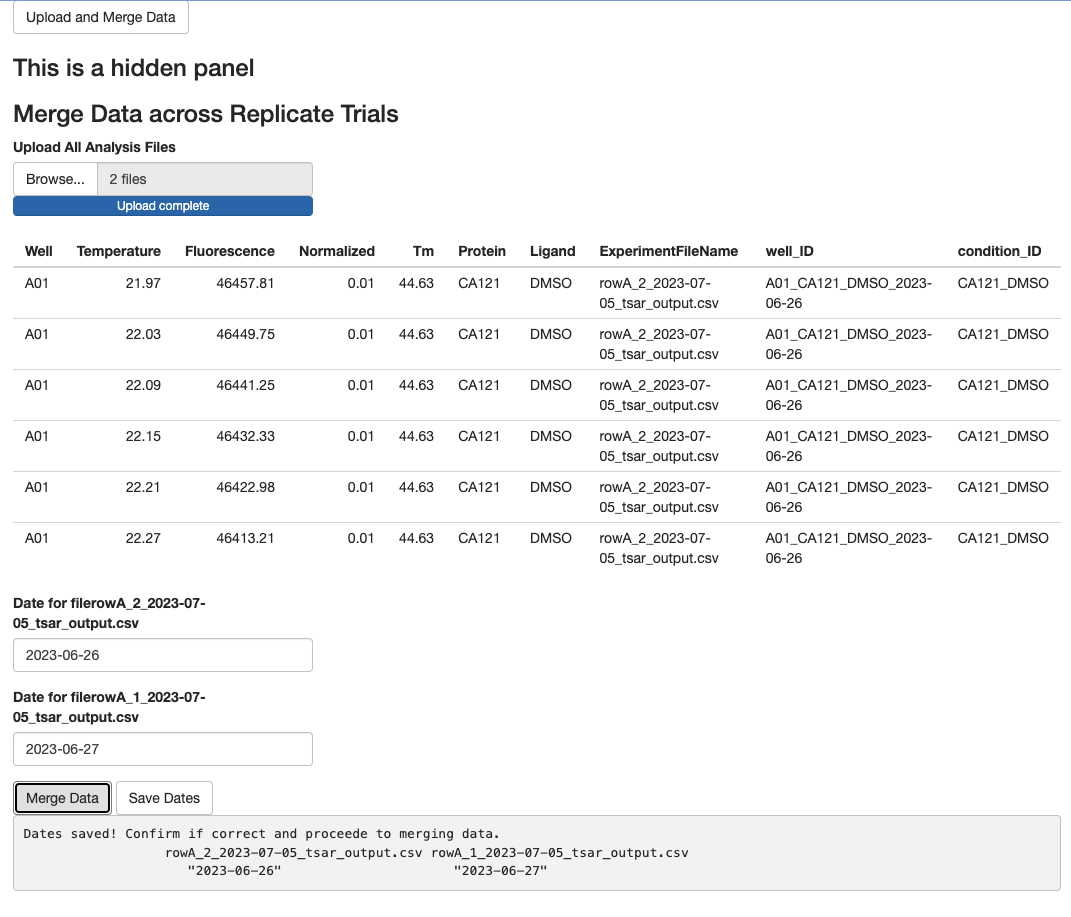 Upload and Merge Data
This is a hidden panel
Merge Data across Replicate Trials
Upload All Analysis Files
Browse... 2 files
Upload complete
Well Temperature Fluorescence Normalized Tm Protein Ligand ExperimentFileName well_ID condition_ID
A01 21.97 46457.81 0.01 44.63 CA121 DMSO rowA_2_2023-07- A01_CA121_DMSO_2023- CA121_DMSO
05_tsar_output.csv 06-26
A01 22.03 46449.75 0.01 44.63 CA121 DMSO rowA_2_2023-07- A01_CA121_DMSO_2023- CA121_DMSO
05_tsar_output.csv 06-26
A01 22.09 46441.25 0.01 44.63 CA121 DMSO rowA_2_2023-07- A01_CA121_DMSO_2023- CA121_DMSO
05_tsar_output.csv 06-26
A01 22.15 46432.33 0.01 44.63 CA121 DMSO rowA_2_2023-07- A01_CA121_DMSO_2023- CA121_DMSO
05_tsar_output.csv 06-26
A01 22.21 46422.98 0.01 44.63 CA121 DMSO rowA_2_2023-07- A01_CA121_DMSO_2023- CA121_DMSO
05_tsar_output.csv 06-26
A01 22.27 46413.21 0.01 44.63 CA121 DMSO rowA_2_2023-07- A01_CA121_DMSO_2023- CA121_DMSO
05_tsar_output.csv 06-26
Date for filerowA_2_2023-07-
05_tsar_output.csv
2023-06-26
Date for filerowA_1_2023-07-
05_tsar_output.csv
2023-06-27
Merge Data Save Dates
Dates saved! Confirm if correct and proceede to merging data.
rowA_2_2023-07-05_tsar_output.csv rowA_1_2023-07-05_tsar_output.csv
"2023-06-26" "2023-06-27"